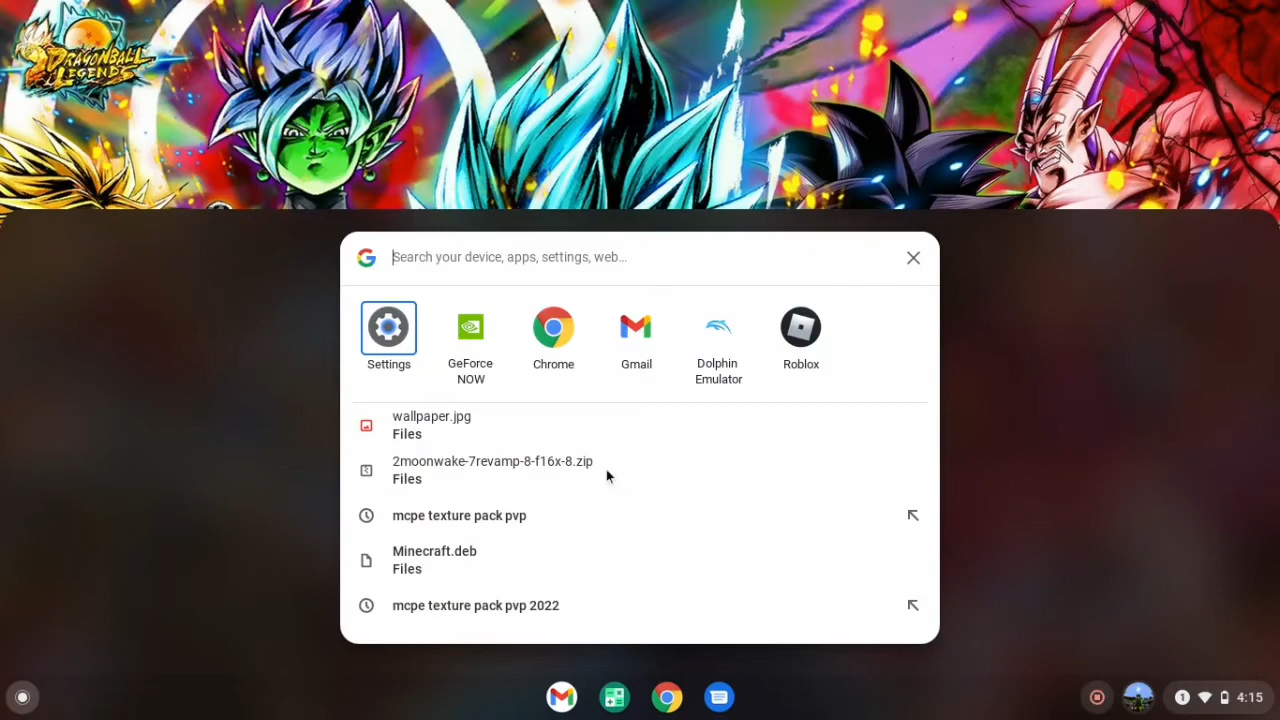 DRAGONBALL
LEGENDS
Search your device, apps, settings, web...
Settings
GeForce
NOW
Chrome
Gmail
Dolphin
Emulator
Roblox
wallpaper.jpg
Files
2moonwake-7revamp-8-f16x-8.zip
Files
mcpe texture pack pvp
Minecraft.deb
Files
mcpe texture pack pvp 2022
1 4:15